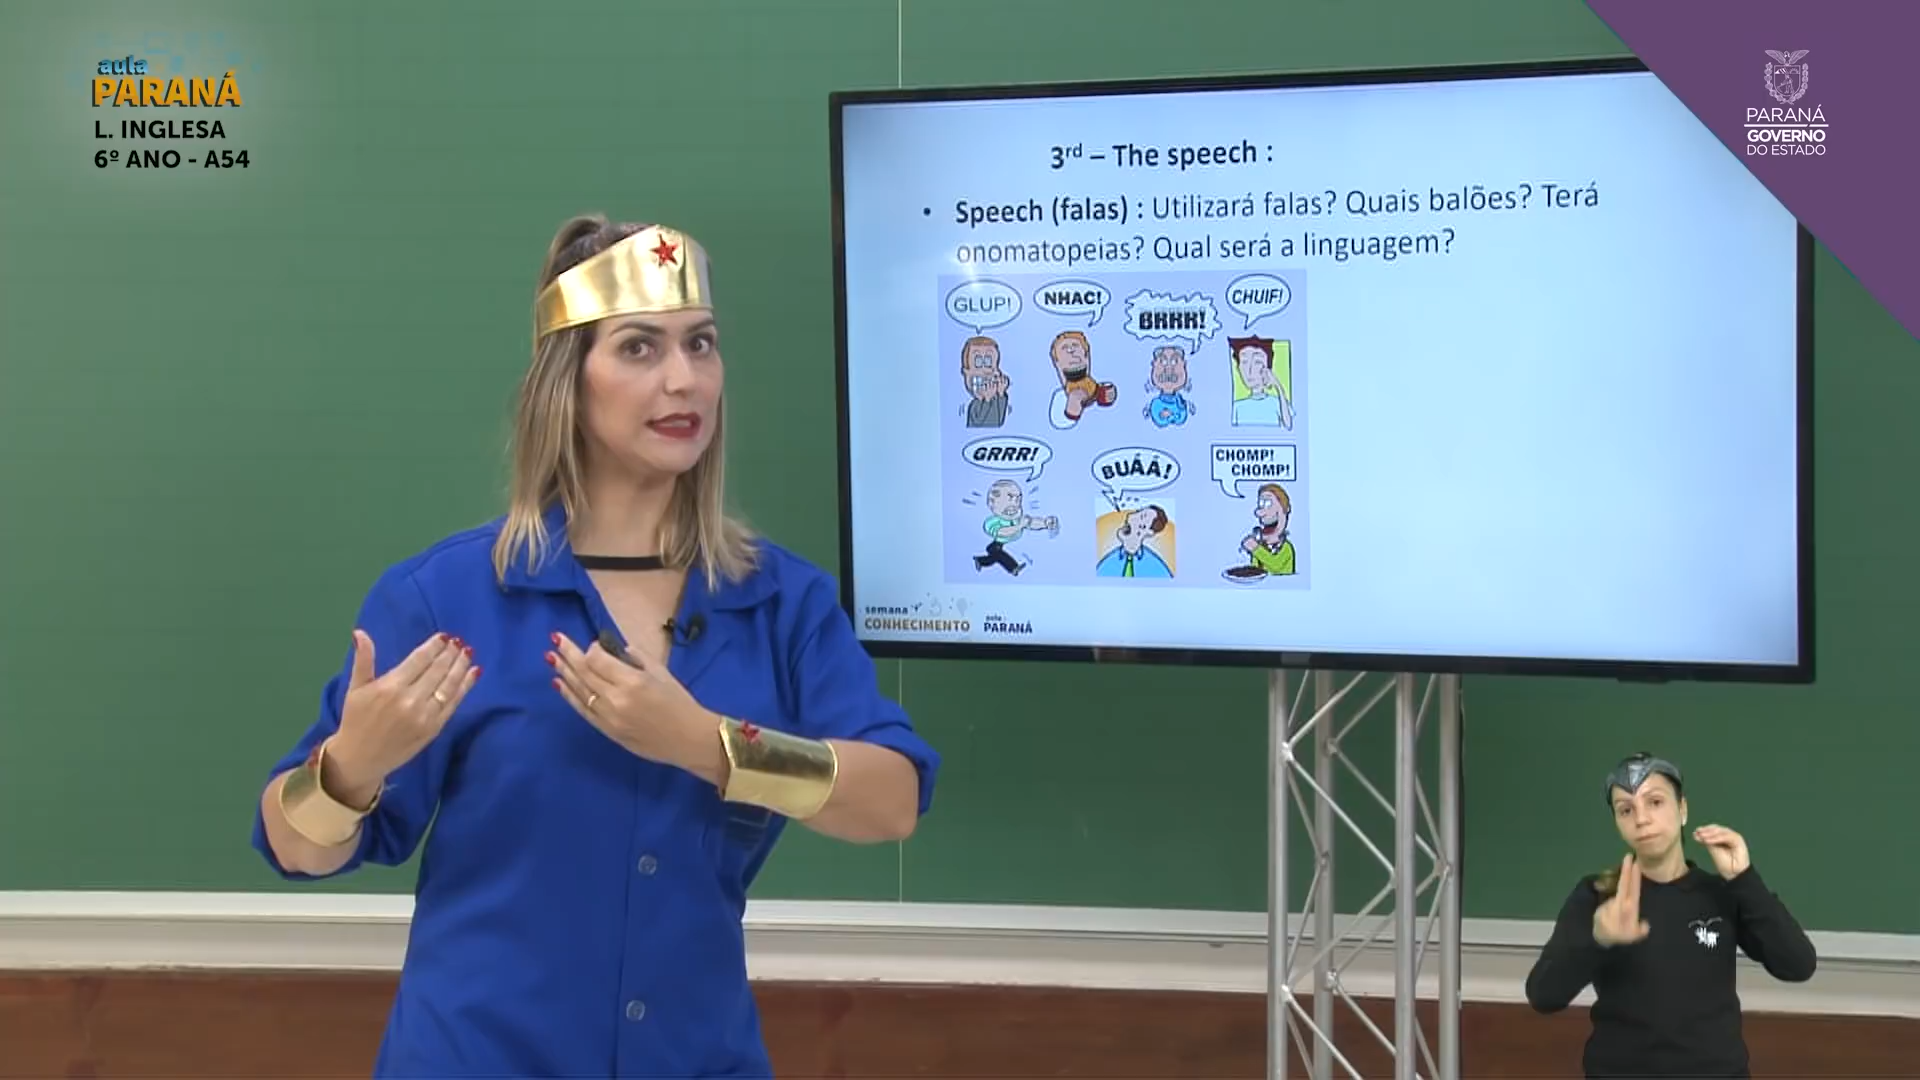 aula
PARANÁ
L. INGLESA
6º ANO - A54
PARANÁ
GOVERNO
DO ESTADO
3rd – The speech :
• Speech (falas) : Utilizará falas? Quais balões? Terá
onomatopeias? Qual será a linguagem?
GLUP!
NHAC!
BRRR!
CHUIF!
GRRR!
BUÁÁ!
CHOMP!
CHOMP!
semana
CONHECIMENTO
aula
PARANÁ